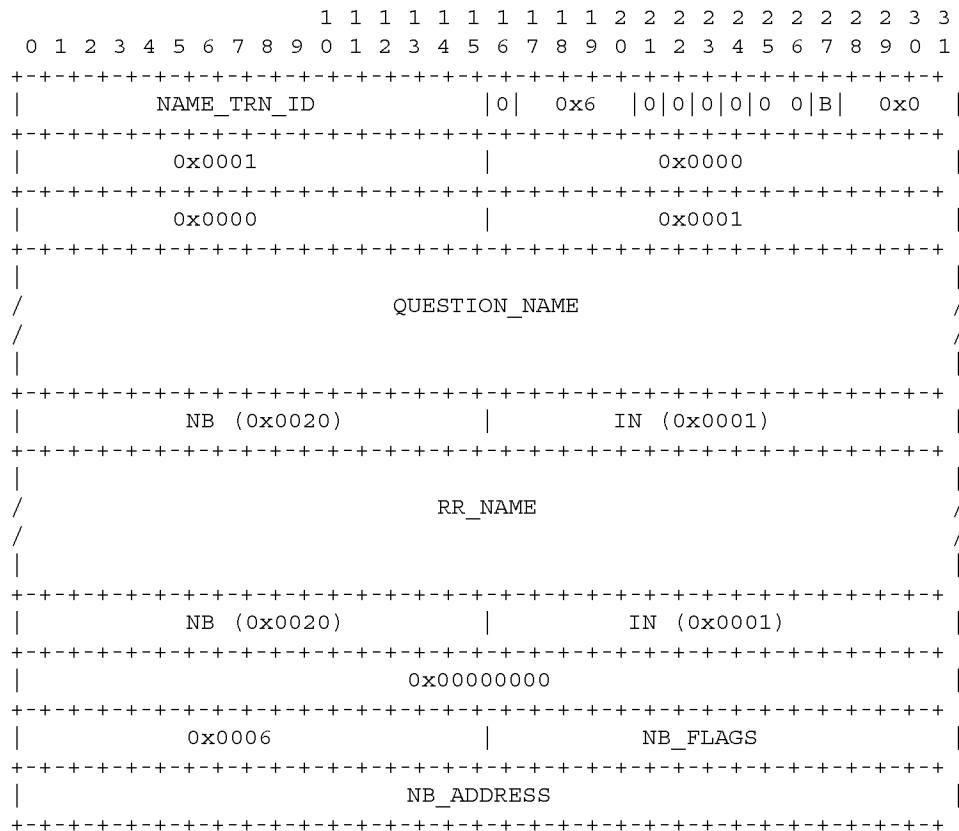 1 1 1 1 1 1 1 1 1 1 2 2 2 2 2 2 2 2 2 2 3 3
 0 1 2 3 4 5 6 7 8 9 0 1 2 3 4 5 6 7 8 9 0 1 2 3 4 5 6 7 8 9 0 1
+-+-+-+-+-+-+-+-+-+-+-+-+-+-+-+-+-+-+-+-+-+-+-+-+-+-+-+-+-+-+-+-+
|         NAME_TRN_ID           |0|  0x6  |0|0|0|0|0 0|B|  0x0  |
+-+-+-+-+-+-+-+-+-+-+-+-+-+-+-+-+-+-+-+-+-+-+-+-+-+-+-+-+-+-+-+-+
|          0x0001               |           0x0000              |
+-+-+-+-+-+-+-+-+-+-+-+-+-+-+-+-+-+-+-+-+-+-+-+-+-+-+-+-+-+-+-+-+
|          0x0000               |           0x0001              |
+-+-+-+-+-+-+-+-+-+-+-+-+-+-+-+-+-+-+-+-+-+-+-+-+-+-+-+-+-+-+-+-+
|                                                               |
/                         QUESTION_NAME                         /
/                                                               /
|                                                               |
+-+-+-+-+-+-+-+-+-+-+-+-+-+-+-+-+-+-+-+-+-+-+-+-+-+-+-+-+-+-+-+-+
|           NB (0x0020)         |        IN (0x0001)            |
+-+-+-+-+-+-+-+-+-+-+-+-+-+-+-+-+-+-+-+-+-+-+-+-+-+-+-+-+-+-+-+-+
|                                                               |
/                            RR_NAME                            /
/                                                               /
|                                                               |
+-+-+-+-+-+-+-+-+-+-+-+-+-+-+-+-+-+-+-+-+-+-+-+-+-+-+-+-+-+-+-+-+
|           NB (0x0020)         |         IN (0x0001)           |
+-+-+-+-+-+-+-+-+-+-+-+-+-+-+-+-+-+-+-+-+-+-+-+-+-+-+-+-+-+-+-+-+
|                          0x00000000                           |
+-+-+-+-+-+-+-+-+-+-+-+-+-+-+-+-+-+-+-+-+-+-+-+-+-+-+-+-+-+-+-+-+
|           0x0006              |          NB_FLAGS             |
+-+-+-+-+-+-+-+-+-+-+-+-+-+-+-+-+-+-+-+-+-+-+-+-+-+-+-+-+-+-+-+-+
|                          NB_ADDRESS                           |
+-+-+-+-+-+-+-+-+-+-+-+-+-+-+-+-+-+-+-+-+-+-+-+-+-+-+-+-+-+-+-+-+